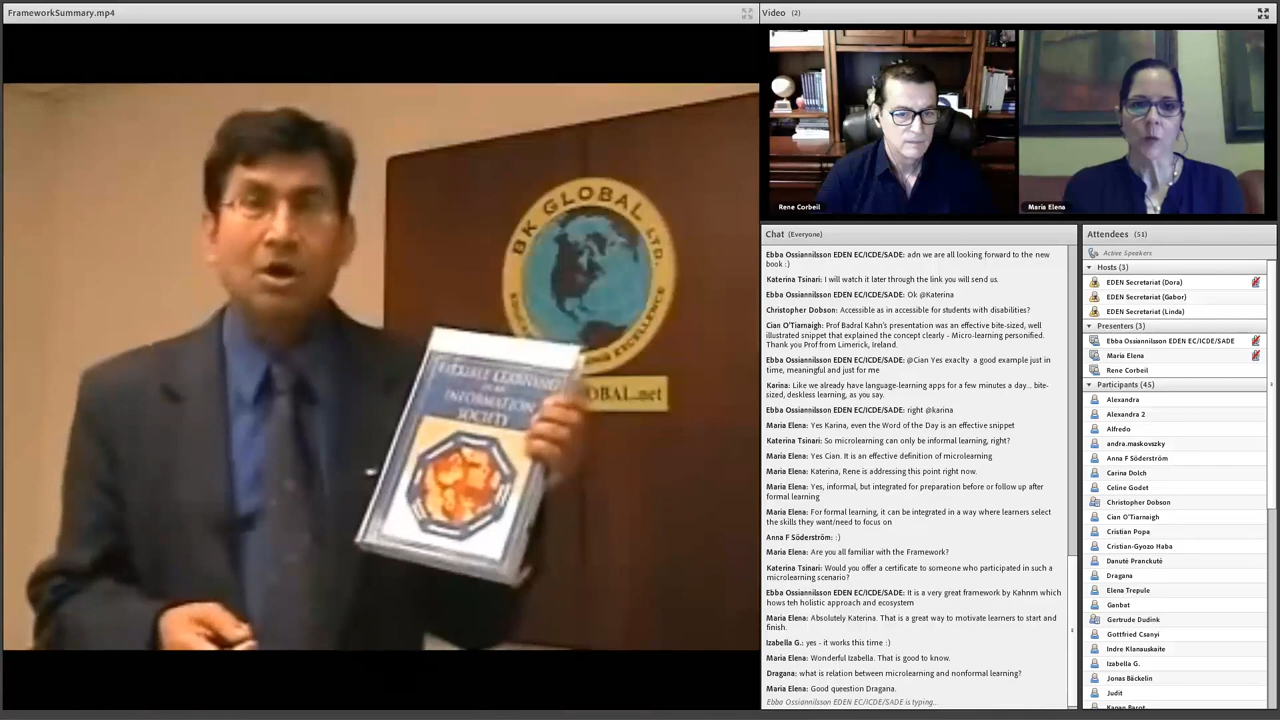 FrameworkSummary.mp4
BK GLOBAL LTD.
OBAL.net
FLEXIBLE LEARNING
INFORMATION
SOCIETY
Video (2)
Rene Corbeil
Maria Elena
Chat (Everyone)
Ebba Ossiannilsson EDEN EC/ICDE/SADE: adn we are all looking forward to the new
book :)
Katerina Tsinari: I will watch it later through the link you will send us.
Ebba Ossiannilsson EDEN EC/ICDE/SADE: Ok @Katerina
Christopher Dobson: Accessible as in accessible for students with disabilities?
Cian O'Tiarnaigh: Prof Badral Kahn's presentation was an effective bite-sized, well
illustrated snippet that explained the concept clearly - Micro-learning personified.
Thank you Prof from Limerick, Ireland.
Ebba Ossiannilsson EDEN EC/ICDE/SADE: @Cian Yes exaclty  a good example just in
time, meaningful and just for me
Karina: Like we already have language-learning apps for a few minutes a day... bite-
sized, deskless learning, as you say.
Ebba Ossiannilsson EDEN EC/ICDE/SADE: right @karina
Maria Elena: Yes Karina, even the Word of the Day is an effective snippet
Katerina Tsinari: So microlearning can only be informal learning, right?
Maria Elena: Yes Cian. It is an effective definition of microlearning
Maria Elena: Katerina, Rene is addressing this point right now.
Maria Elena: Yes, informal, but integrated for preparation before or follow up after
formal learning
Maria Elena: For formal learning, it can be integrated in a way where learners select
the skills they want/need to focus on
Anna F Söderström: :)
Maria Elena: Are you all familiar with the Framework?
Katerina Tsinari: Would you offer a certificate to someone who participated in such a
microlearning scenario?
Ebba Ossiannilsson EDEN EC/ICDE/SADE: It is a very great framework by Kahnm which
hows teh holistic approach and ecosystem
Maria Elena: Absolutely Katerina. That is a great way to motivate learners to start and
finish.
Izabella G.: yes - it works this time :)
Maria Elena: Wonderful Izabella. That is good to know.
Dragana: what is relation between microlearning and nonformal learning?
Maria Elena: Good queestion Dragana.
Ebba Ossiannilsson EDEN EC/ICDE/SADE is typing...
Attendees (51)
Active Speakers
Hosts (3)
EDEN Secretariat (Dora)
EDEN Secretariat (Gabor)
EDEN Secretariat (Linda)
Presenters (3)
Ebba Ossiannilsson EDEN EC/ICDE/SADE
Maria Elena
Rene Corbeil
Participants (45)
Alexandra
Alexandra 2
Alfredo
andra.maskovszky
Anna F Söderström
Carina Dolch
Celine Godet
Christopher Dobson
Cian O'Tiarnaigh
Cristian Popa
Cristian-Gyozo Haba
Danutė Pranckutė
Dragana
Elena Trepule
Ganbat
Gertrude Dudink
Gottfried Csanyi
Indre Klanauskaite
Izabella G.
Jonas Bäckelin
Judit
Karan Barot